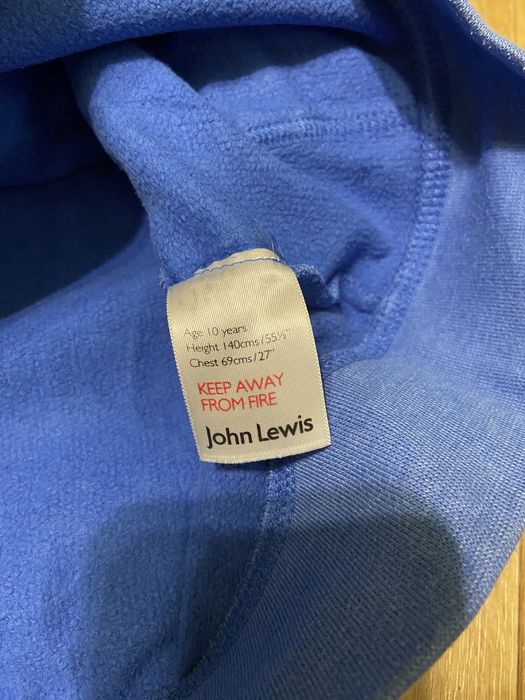 Age 10 years
Height 140cms/55½"
Chest 69cms/27"
KEEP AWAY
FROM FIRE
John Lewis